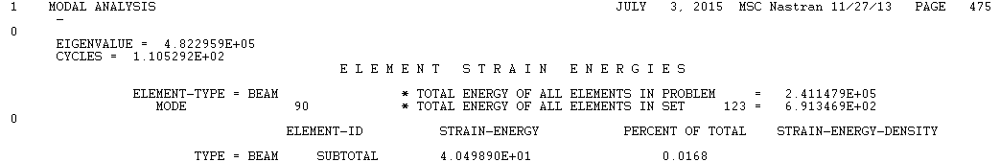 1 MODAL ANALYSIS JULY 3, 2015 MSC Nastran 11/27/13 PAGE 475
0
EIGENVALUE = 4.822959E+05
CYCLES = 1.105292E+02
E L E M E N T S T R A I N E N E R G I E S
ELEMENT-TYPE = BEAM * TOTAL ENERGY OF ALL ELEMENTS IN PROBLEM = 2.411479E+05
MODE 90 * TOTAL ENERGY OF ALL ELEMENTS IN SET 123 = 6.913469E+02
0
ELEMENT-ID STRAIN-ENERGY PERCENT OF TOTAL STRAIN-ENERGY-DENSITY
TYPE = BEAM SUBTOTAL 4.049890E+01 0.0168